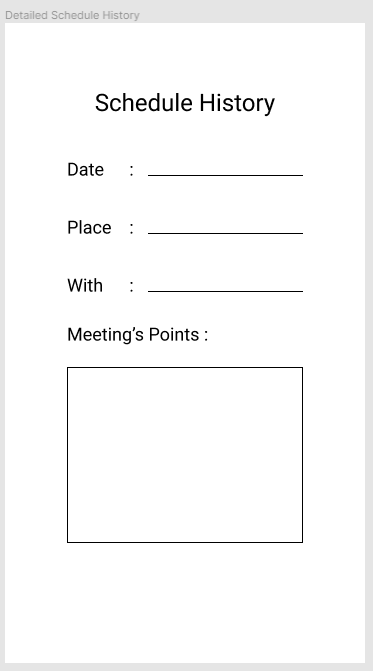 Detailed Schedule History
Schedule History
Date :
Place :
With :
Meeting’s Points :